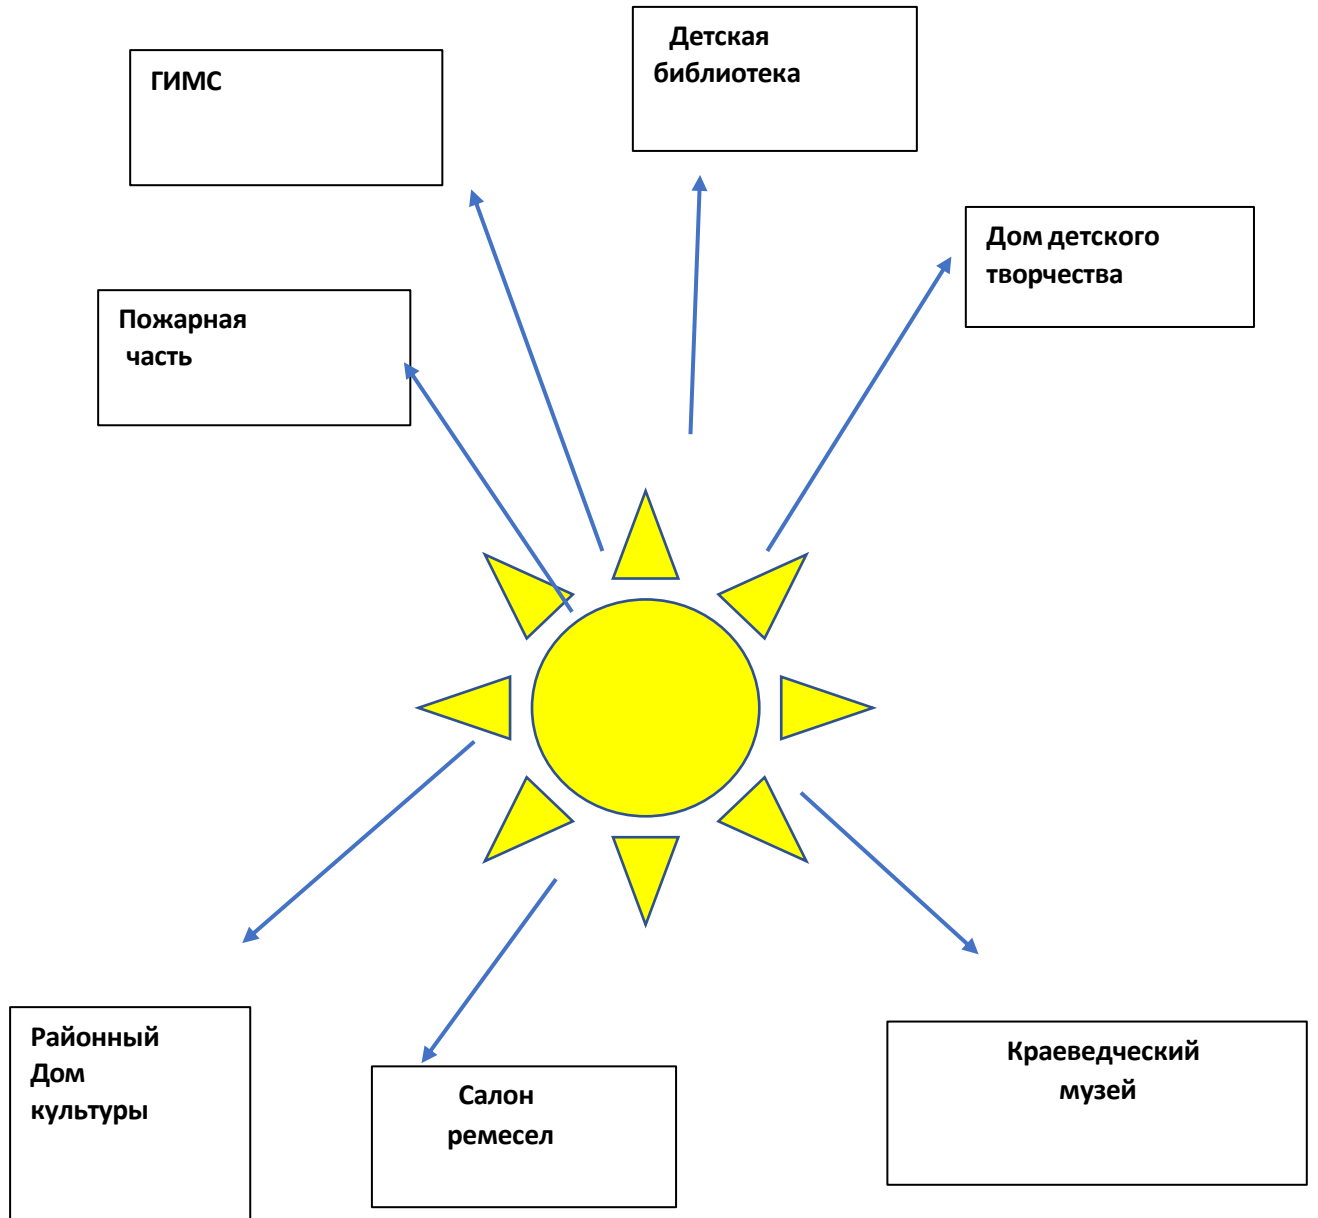 Детская
библиотека
ГИМС
Дом детского
творчества
Пожарная
часть
Районный
Дом
культуры
Салон
ремесел
Краеведческий
музей